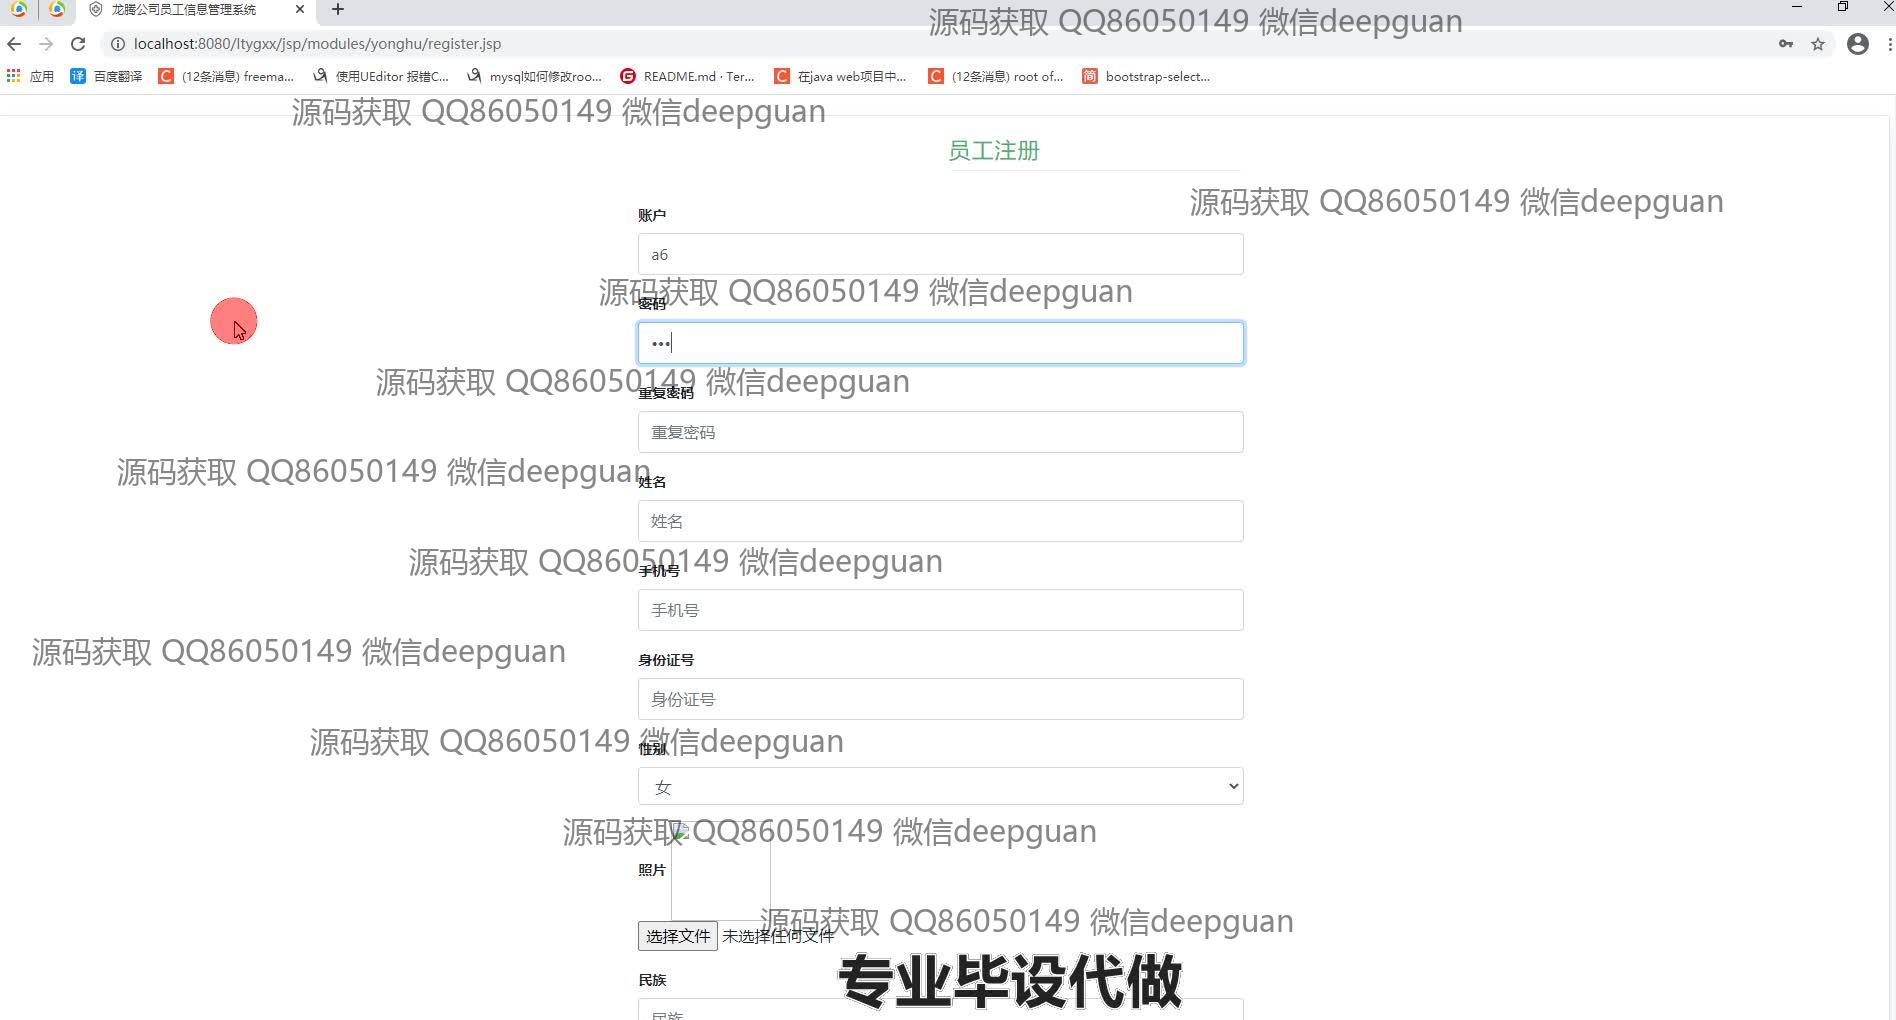 龙腾公司员工信息管理系统
源码获取 QQ86050149 微信deepguan
localhost:8080/ltygxx/jsp/modules/yonghu/register.jsp
应用
译 百度翻译
C (12条消息) freema...
使用UEditor 报错C...
mysql如何修改roo...
README.md · Ter...
C 在java web项目中...
C (12条消息) root of...
简 bootstrap-select...
源码获取 QQ86050149 微信deepguan
员工注册
源码获取 QQ86050149 微信deepguan
账户
a6
源码获取 QQ86050149 微信deepguan
密码
•••
源码获取 QQ86050149 微信deepguan
重复密码
重复密码
源码获取 QQ86050149 微信deepguan
姓名
姓名
源码获取 QQ86050149 微信deepguan
手机号
手机号
源码获取 QQ86050149 微信deepguan
身份证号
身份证号
源码获取 QQ86050149 微信deepguan
性别
女
源码获取 QQ86050149 微信deepguan
照片
源码获取 QQ86050149 微信deepguan
选择文件 未选择任何文件
专业毕设代做
民族
民族